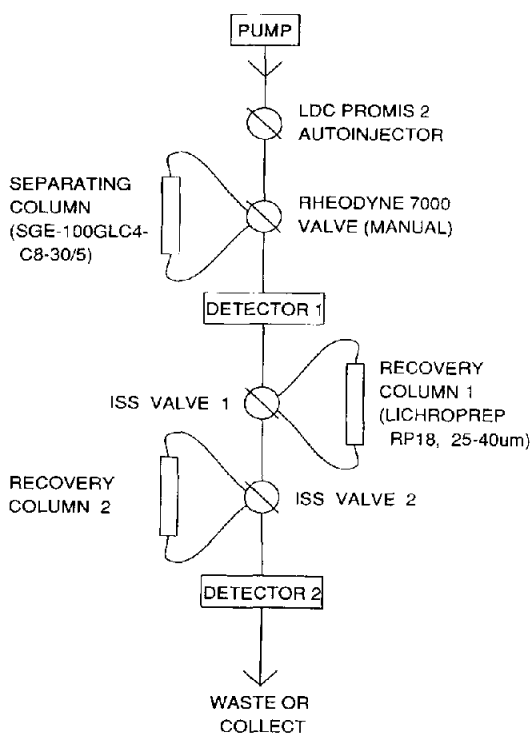 PUMP
LDC PROMIS 2
AUTOINJECTOR
SEPARATING
COLUMN
(SGE-100GLC4-
C8-30/5)
RHEODYNE 7000
VALVE (MANUAL)
DETECTOR 1
ISS VALVE 1
RECOVERY
COLUMN 1
(LICHROPREP
RP18, 25-40um)
RECOVERY
COLUMN 2
ISS VALVE 2
DETECTOR 2
WASTE OR
COLLECT